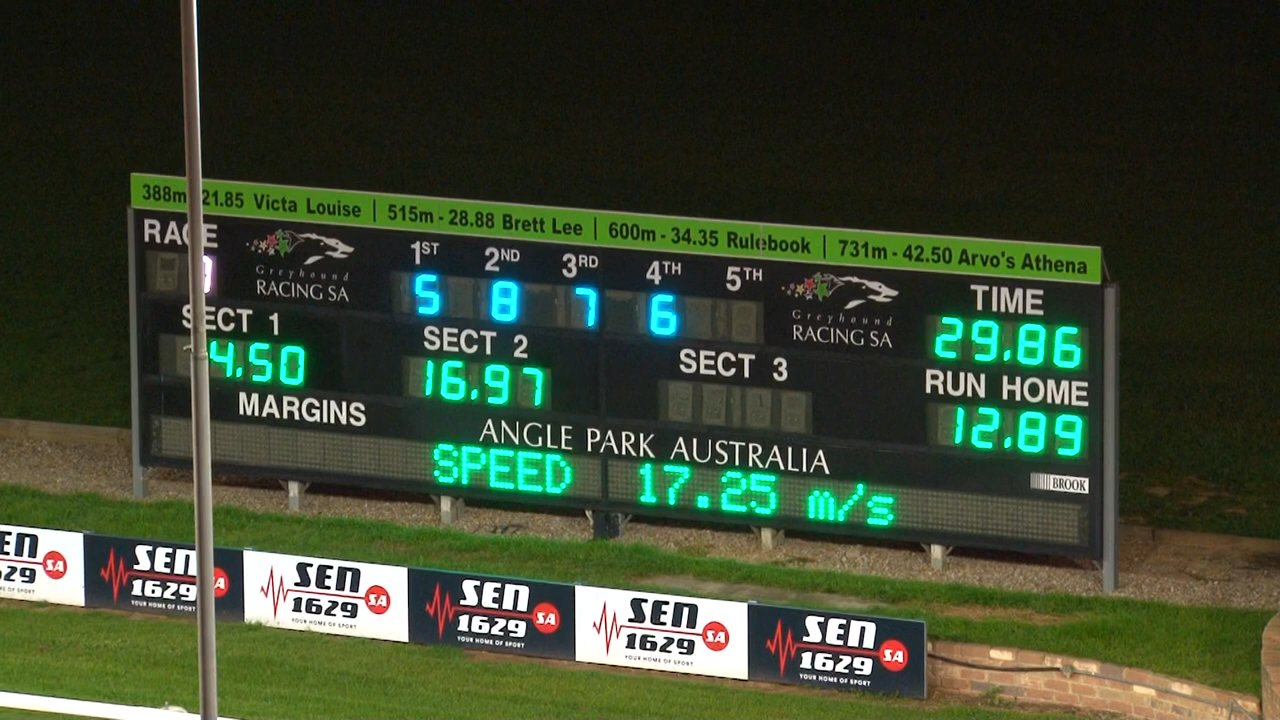 388m 21.85 Victa Louise | 515m - 28.88 Brett Lee | 600m - 34.35 Rulebook | 731m - 42.50 Arvo's Athena
RACE
Greyhound
RACING SA
1ST 2ND 3RD 4TH 5TH
5 8 7 6
Greyhound
RACING SA
TIME
29.86
SECT 1
4.50
SECT 2
16.97
SECT 3
RUN HOME
12.89
MARGINS
ANGLE PARK AUSTRALIA
SPEED 17.25 m/s
BROOK
SEN
1629
SA
YOUR HOME OF SPORT
SEN
1629
SA
YOUR HOME OF SPORT
SEN
1629
SA
YOUR HOME OF SPORT
SEN
1629
SA
YOUR HOME OF SPORT
SEN
1629
SA
YOUR HOME OF SPORT